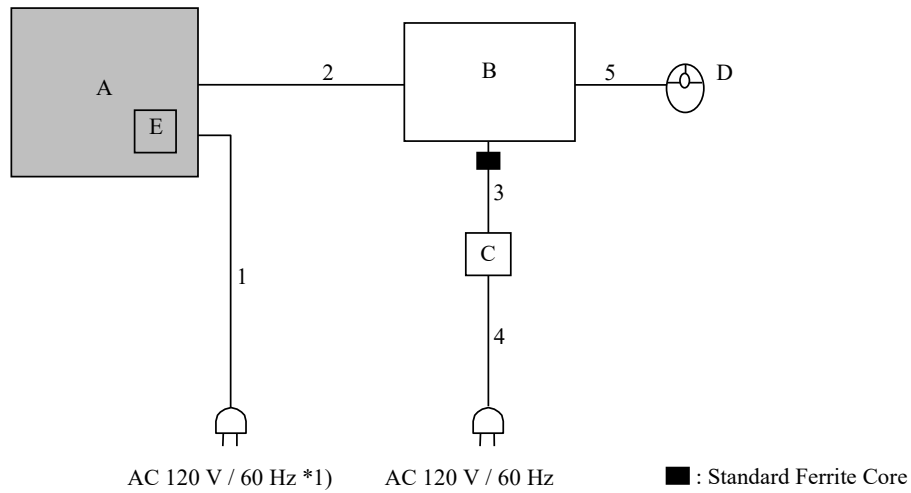 A
E
2
B
5
D
3
C
1
4
AC 120 V / 60 Hz *1)
AC 120 V / 60 Hz
: Standard Ferrite Core